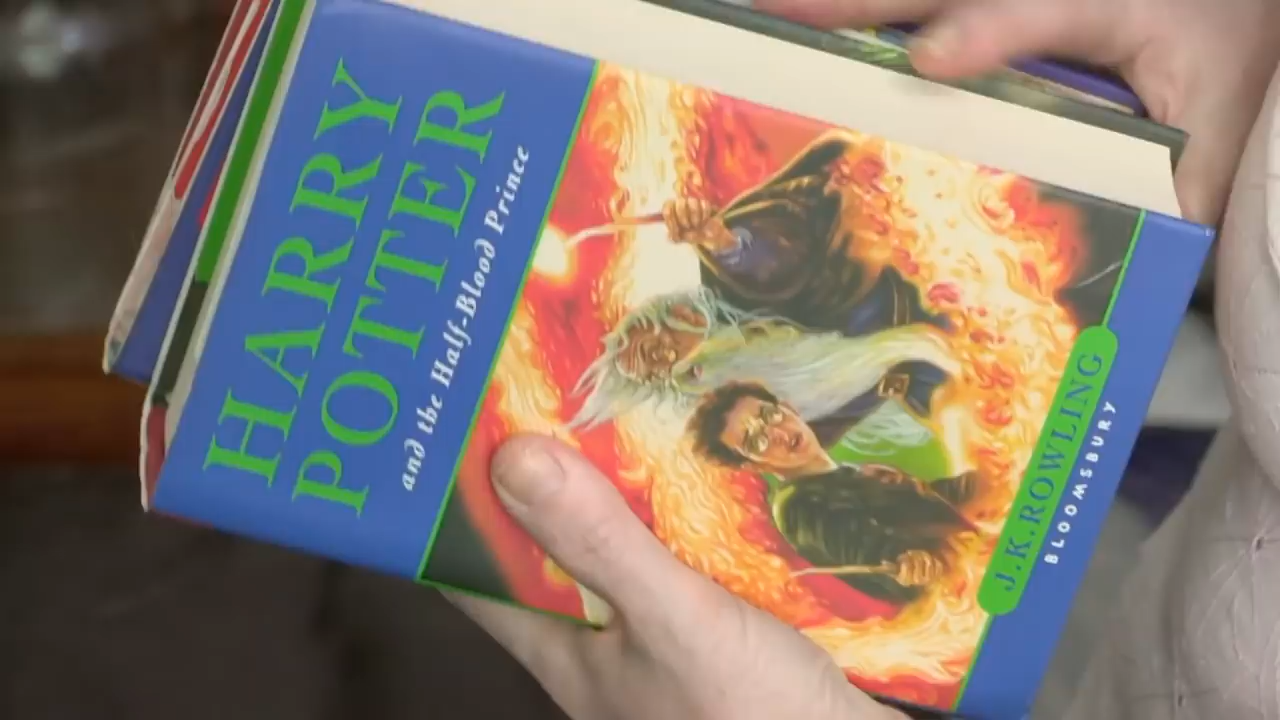 HARRY
POTTER
and the Half-Blood Prince
J.K.ROWLING
BLOOMSBURY